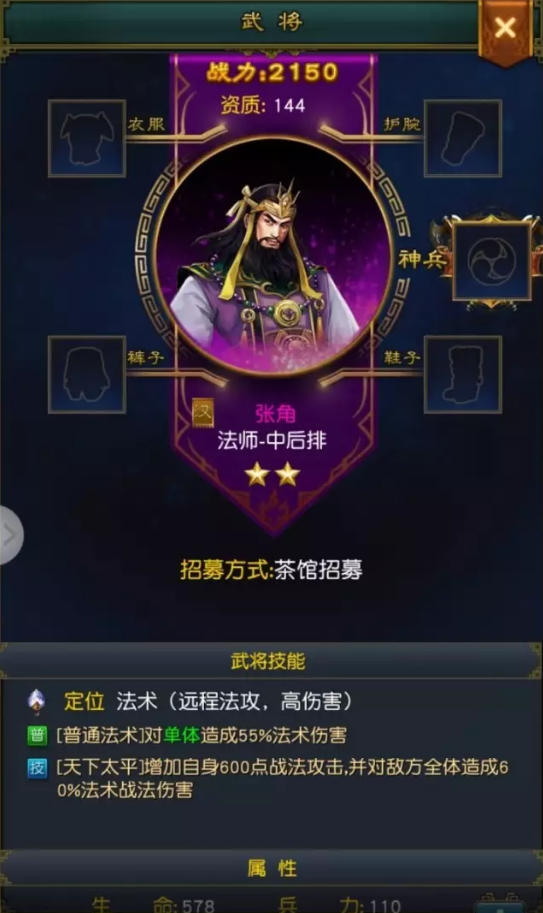 武将
战力:2150
资质: 144
衣服
护腕
神兵
裤子
鞋子
汉
张角
法师-中后排
招募方式:茶馆招募
武将技能
定位 法术（远程法攻，高伤害）
普 [普通法术]对单体造成55%法术伤害
技 [天下太平]增加自身600点战法攻击,并对敌方全体造成6
0%法术战法伤害
属性
生命:578 兵力:110